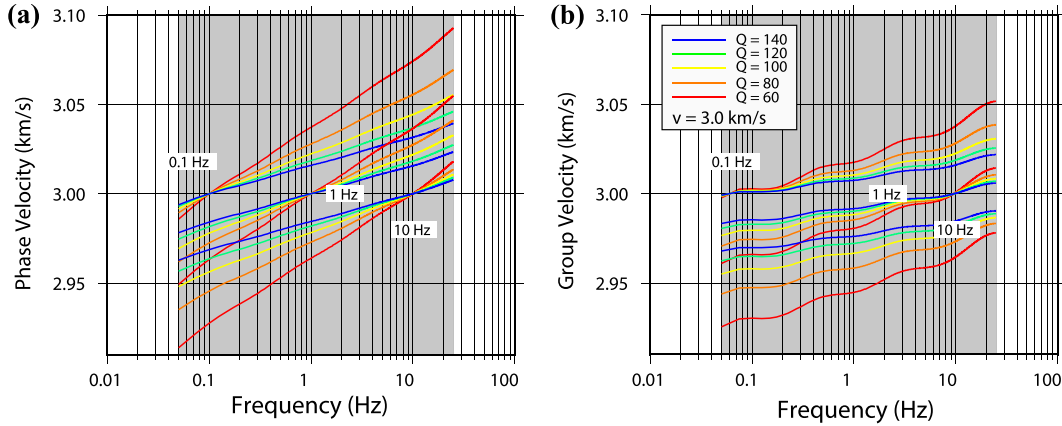 (a)
3.10
3.05
3.00
2.95
Phase Velocity (km/s)
0.1 Hz
1 Hz
10 Hz
0.01
0.1
1
10
100
Frequency (Hz)
(b)
3.10
3.05
3.00
2.95
Group Velocity (km/s)
Q = 140
Q = 120
Q = 100
Q = 80
Q = 60
v = 3.0 km/s
0.1 Hz
1 Hz
10 Hz
0.01
0.1
1
10
100
Frequency (Hz)